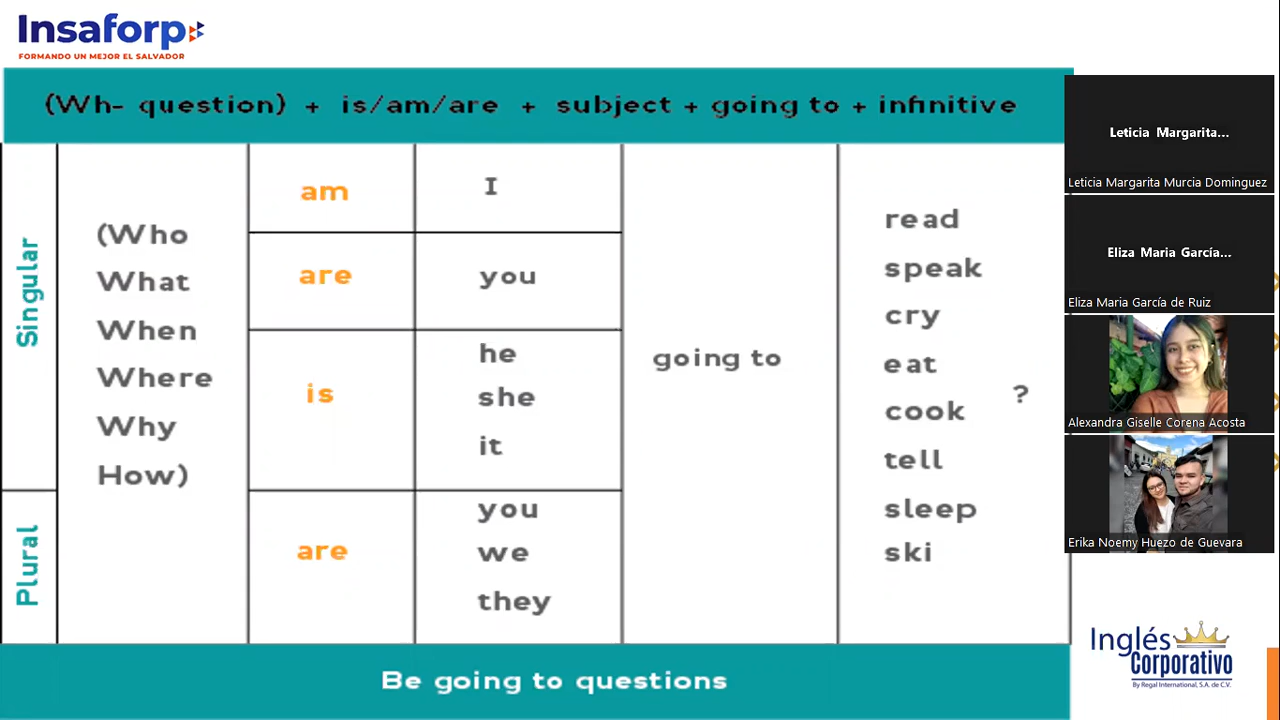 Insaforp
FORMANDO UN MEJOR EL SALVADOR
(Wh- question) + is/am/are + subject + going to + infinitive
Singular
(Who
What
When
Where
Why
How)
am
I
are
you
is
he
she
it
going to
read
speak
cry
eat
cook
tell
sleep
ski
?
Plural
are
you
we
they
Be going to questions
Leticia Margarita...
Leticia Margarita Murcia Dominguez
Eliza Maria García...
Eliza Maria García de Ruiz
Alexandra Giselle Corena Acosta
Erika Noemy Huezo de Guevara
Inglés
Corporativo
By Regal International, S.A. de C.V.